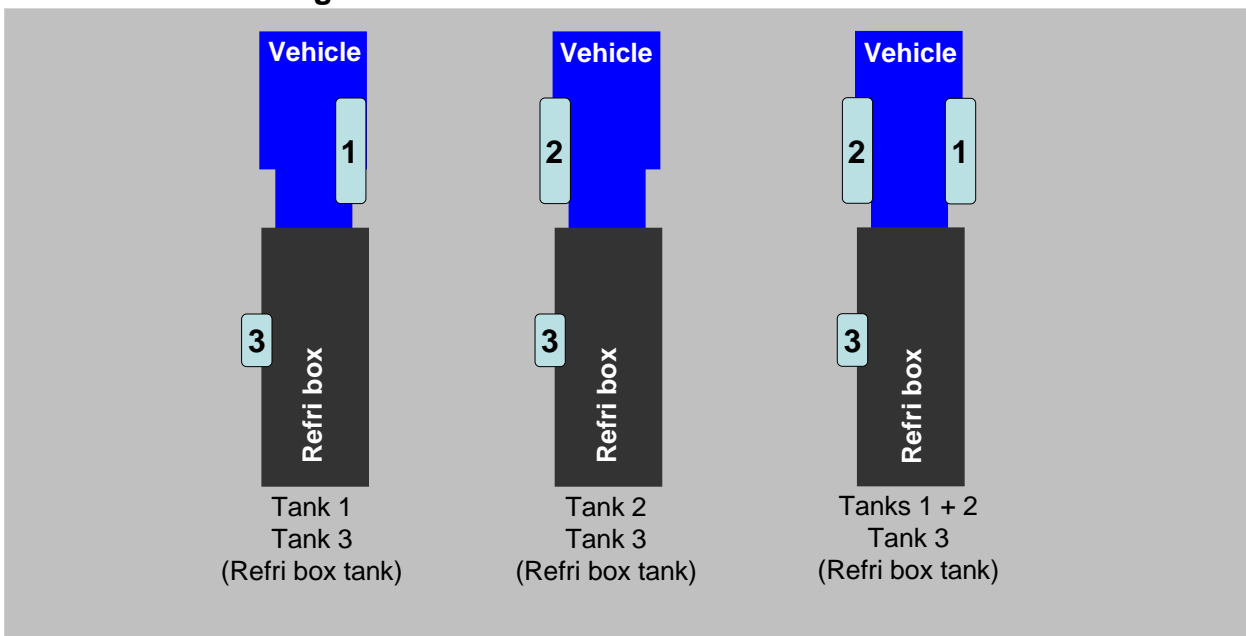 Vehicle
1
3
Refri box
Tank 1
Tank 3
(Refri box tank)
Vehicle
2
3
Refri box
Tank 2
Tank 3
(Refri box tank)
Vehicle
2
1
3
Refri box
Tanks 1 + 2
Tank 3
(Refri box tank)